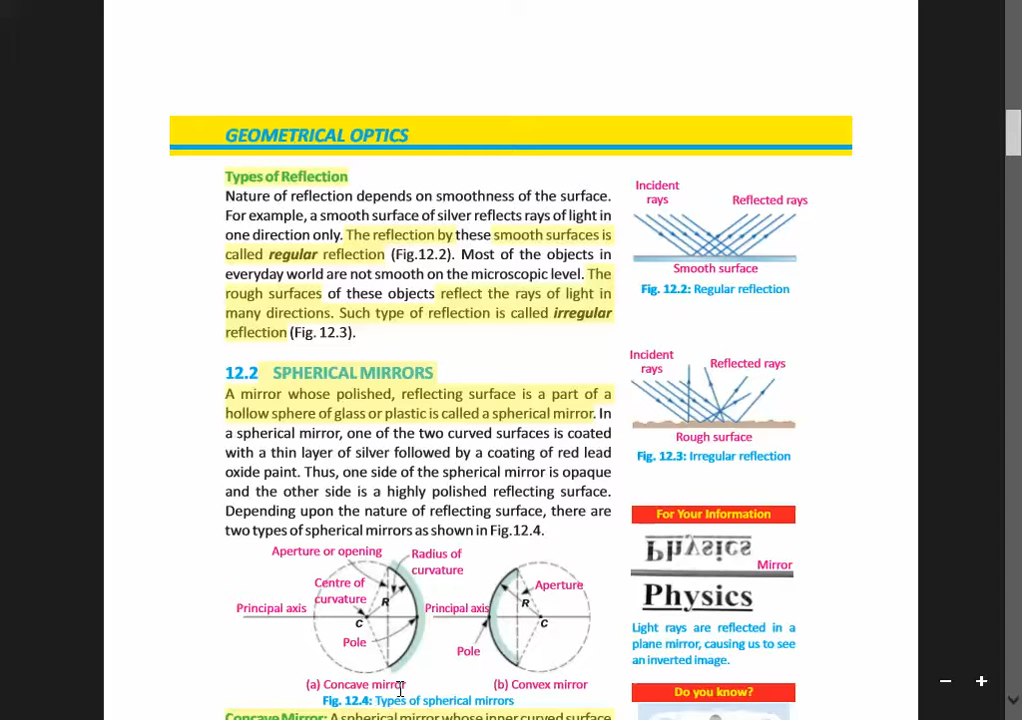 GEOMETRICAL OPTICS
Types of Reflection
Nature of reflection depends on smoothness of the surface.
For example, a smooth surface of silver reflects rays of light in
one direction only. The reflection by these smooth surfaces is
called regular reflection (Fig.12.2). Most of the objects in
everyday world are not smooth on the microscopic level. The
rough surfaces of these objects reflect the rays of light in
many directions. Such type of reflection is called irregular
reflection (Fig. 12.3).
12.2 SPHERICAL MIRRORS
A mirror whose polished, reflecting surface is a part of a
hollow sphere of glass or plastic is called a spherical mirror. In
a spherical mirror, one of the two curved surfaces is coated
with a thin layer of silver followed by a coating of red lead
oxide paint. Thus, one side of the spherical mirror is opaque
and the other side is a highly polished reflecting surface.
Depending upon the nature of reflecting surface, there are
two types of spherical mirrors as shown in Fig.12.4.
Aperture or opening
Radius of
curvature
Centre of
curvature
R
Principal axis
C
Pole
(a) Concave mirror
Aperture
R
Principal axis
C
Pole
(b) Convex mirror
Fig. 12.4: Types of spherical mirrors
Concave Mirror: A spherical mirror whose inner curved surface
Incident
rays
Reflected rays
Smooth surface
Fig. 12.2: Regular reflection
Incident
rays
Reflected rays
Rough surface
Fig. 12.3: Irregular reflection
For Your Information
Physics
Mirror
Physics
Light rays are reflected in a
plane mirror, causing us to see
an inverted image.
Do you know?